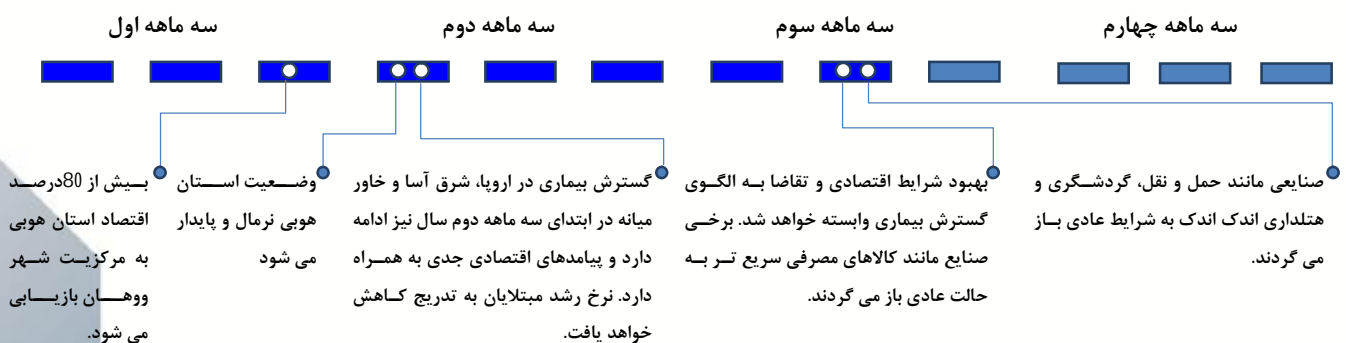 سه ماهه اول
سه ماهه دوم
سه ماهه سوم
سه ماهه چهارم
بیش از 80درصد
اقتصاد استان هوبی
به مرکزیت شهر
ووهان بازیابی
می شود.
وضعیت استان
هوبی نرمال و پایدار
می شود
گسترش بیماری در اروپا، شرق آسا و خاور
میانه در ابتدای سه ماهه دوم سال نیز ادامه
دارد و پیامدهای اقتصادی جدی به همراه
دارد. نرخ رشد مبتلایان به تدریج کاهش
خواهد یافت.
بهبود شرایط اقتصادی و تقاضا به الگوی
گسترش بیماری وابسته خواهد شد. برخی
صنایع مانند کالاهای مصرفی سریع تر به
حالت عادی باز می گردند.
صنایعی مانند حمل و نقل، گردشگری و
هتلداری اندک اندک به شرایط عادی باز
می گردند.